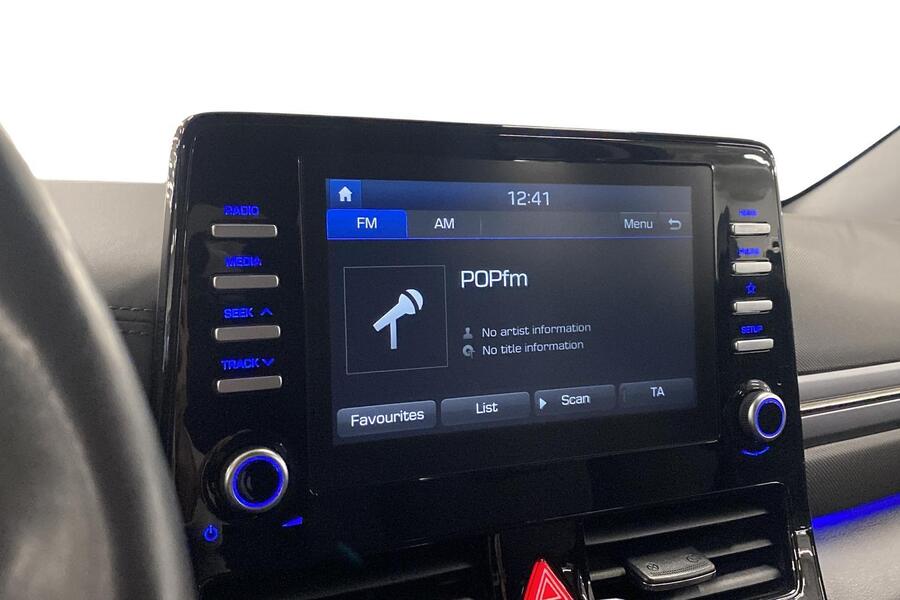 RADIO
MEDIA
SEEK
TRACK
12:41
FM AM Menu
POPfm
No artist information
No title information
Favourites List Scan TA
SETUP